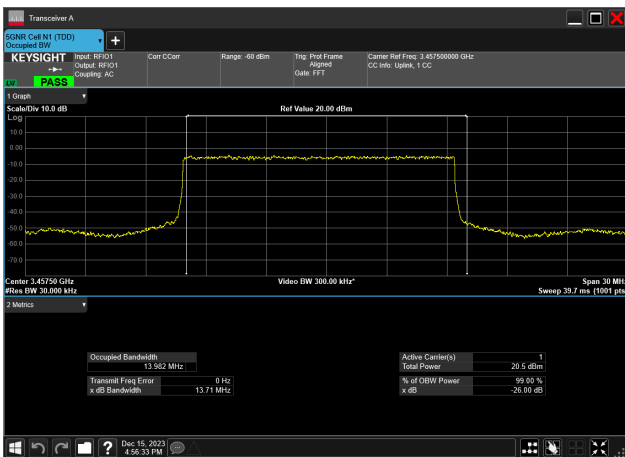 Transceiver A
5GNR Cell N1 (TDD)
Occupied BW
KEYSIGHT
Input: RFIO1
Output: RFIO1
Coupling: AC
Corr CCorr
Range: -60 dBm
Trig: Prot Frame
Aligned
Gate: FFT
Carrier Ref Freq: 3.457500000 GHz
CC Info: Uplink, 1 CC
PASS
1 Graph
Scale/Div 10.0 dB
Ref Value 20.00 dBm
Log
10.0
0.00
-10.0
-20.0
-30.0
-40.0
-50.0
-60.0
-70.0
Center 3.45750 GHz
#Res BW 30.000 kHz
Video BW 300.00 kHz*
Span 30 MHz
Sweep 39.7 ms (1001 pts
2 Metrics
Occupied Bandwidth
13.982 MHz
Transmit Freq Error 0 Hz
x dB Bandwidth 13.71 MHz
Active Carrier(s) 1
Total Power 20.5 dBm
% of OBW Power 99.00 %
x dB -26.00 dB
?
Dec 15, 2023
4:56:33 PM